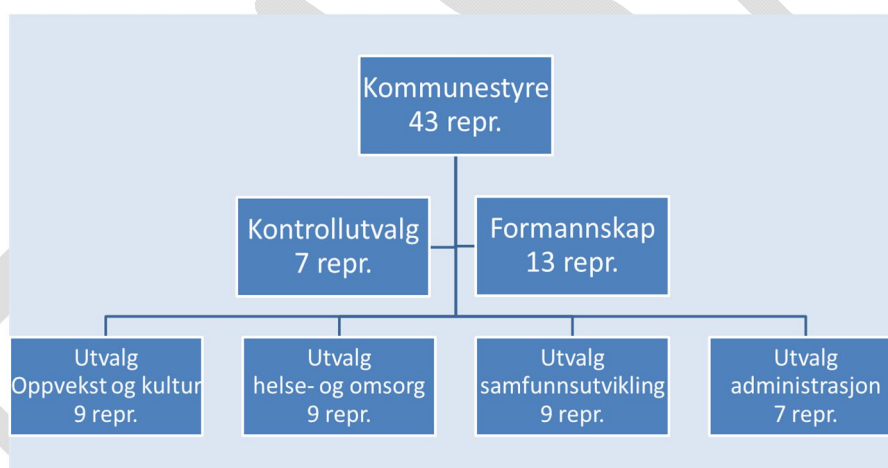 Kommunestyre
43 repr.
Kontrollutvalg
7 repr.
Formannskap
13 repr.
Utvalg
Oppvekst og kultur
9 repr.
Utvalg
helse- og omsorg
9 repr.
Utvalg
samfunnsutvikling
9 repr.
Utvalg
administrasjon
7 repr.